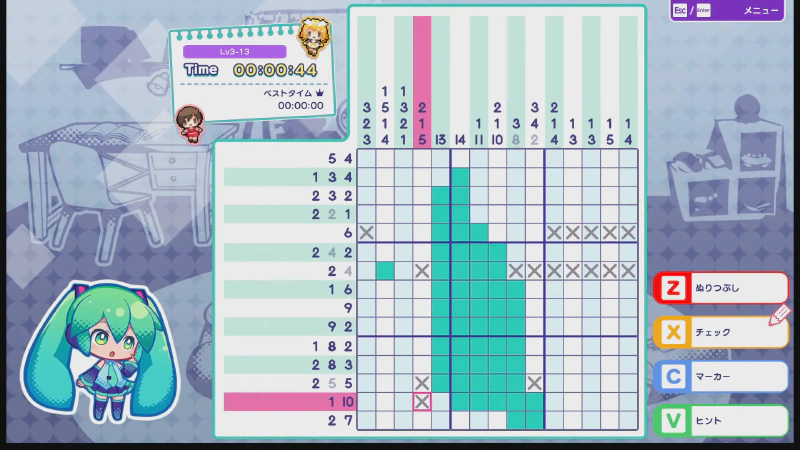 Esc / Enter メニュー
Lv3-13
Time 00:00:44
ベストタイム
00:00:00
1 1
3 5 3 2 2 3 2
2 1 2 1 1 1 3 4 1 1 1 1 1
3 4 1 5 13 14 11 10 8 2 4 3 3 5 4
5 4
1 3 4
2 3 2
2 2 1
6
2 4 2
2 4
1 6
9
9 2
1 8 2
2 8 3
2 5 5
1 10
2 7
Z ぬりつぶし
X チェック
C マーカー
V ヒント